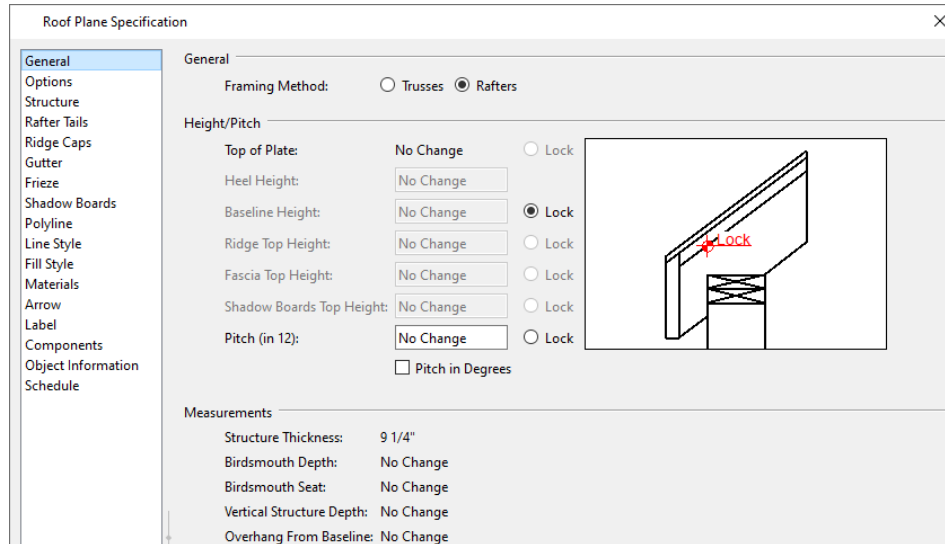 Roof Plane Specification
General
Options
Structure
Rafter Tails
Ridge Caps
Gutter
Frieze
Shadow Boards
Polyline
Line Style
Fill Style
Materials
Arrow
Label
Components
Object Information
Schedule
General
Framing Method: Trusses Rafters
Height/Pitch
Top of Plate: No Change Lock
Heel Height: No Change
Baseline Height: No Change Lock
Ridge Top Height: No Change Lock
Fascia Top Height: No Change Lock
Shadow Boards Top Height: No Change Lock
Pitch (in 12): No Change Lock
Pitch in Degrees
Lock
Measurements
Structure Thickness: 9 1/4"
Birdsmouth Depth: No Change
Birdsmouth Seat: No Change
Vertical Structure Depth: No Change
Overhang From Baseline: No Change